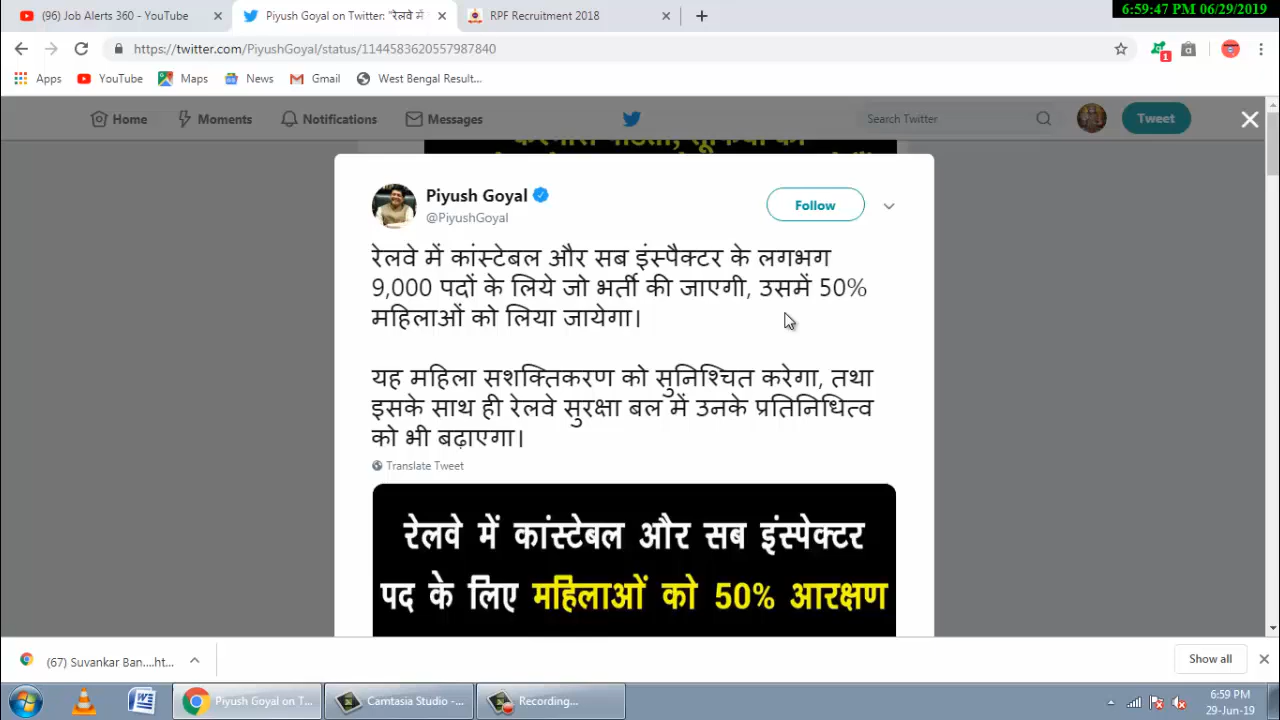 6:59:47 PM 06/29/2019
(96) Job Alerts 360 - YouTube
Piyush Goyal on Twitter: "रेलवे में
RPF Recruitment 2018
https://twitter.com/PiyushGoyal/status/1144583620557987840
1
Apps
YouTube
Maps
News
Gmail
West Bengal Result...
Home
Moments
Notifications
Messages
Search Twitter
Tweet
Piyush Goyal
@PiyushGoyal
Follow
रेलवे में कांस्टेबल और सब इंस्पैक्टर के लगभग
9,000 पदों के लिये जो भर्ती की जाएगी, उसमें 50%
महिलाओं को लिया जायेगा।
यह महिला सशक्तिकरण को सुनिश्चित करेगा, तथा
इसके साथ ही रेलवे सुरक्षा बल में उनके प्रतिनिधित्व
को भी बढ़ाएगा।
Translate Tweet
रेलवे में कांस्टेबल और सब इंस्पेक्टर
पद के लिए महिलाओं को 50% आरक्षण
(67) Suvankar Ban....ht...
Show all
Piyush Goyal on T...
Camtasia Studio -...
Recording...
6:59 PM
29-Jun-19